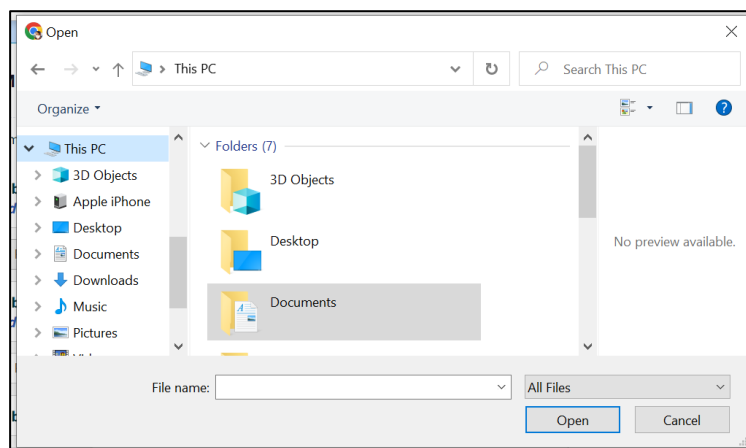 Open
This PC
Search This PC
Organize
This PC
3D Objects
Apple iPhone
Desktop
Documents
Downloads
Music
Pictures
Folders (7)
3D Objects
Desktop
Documents
No preview available.
File name:
All Files
Open
Cancel